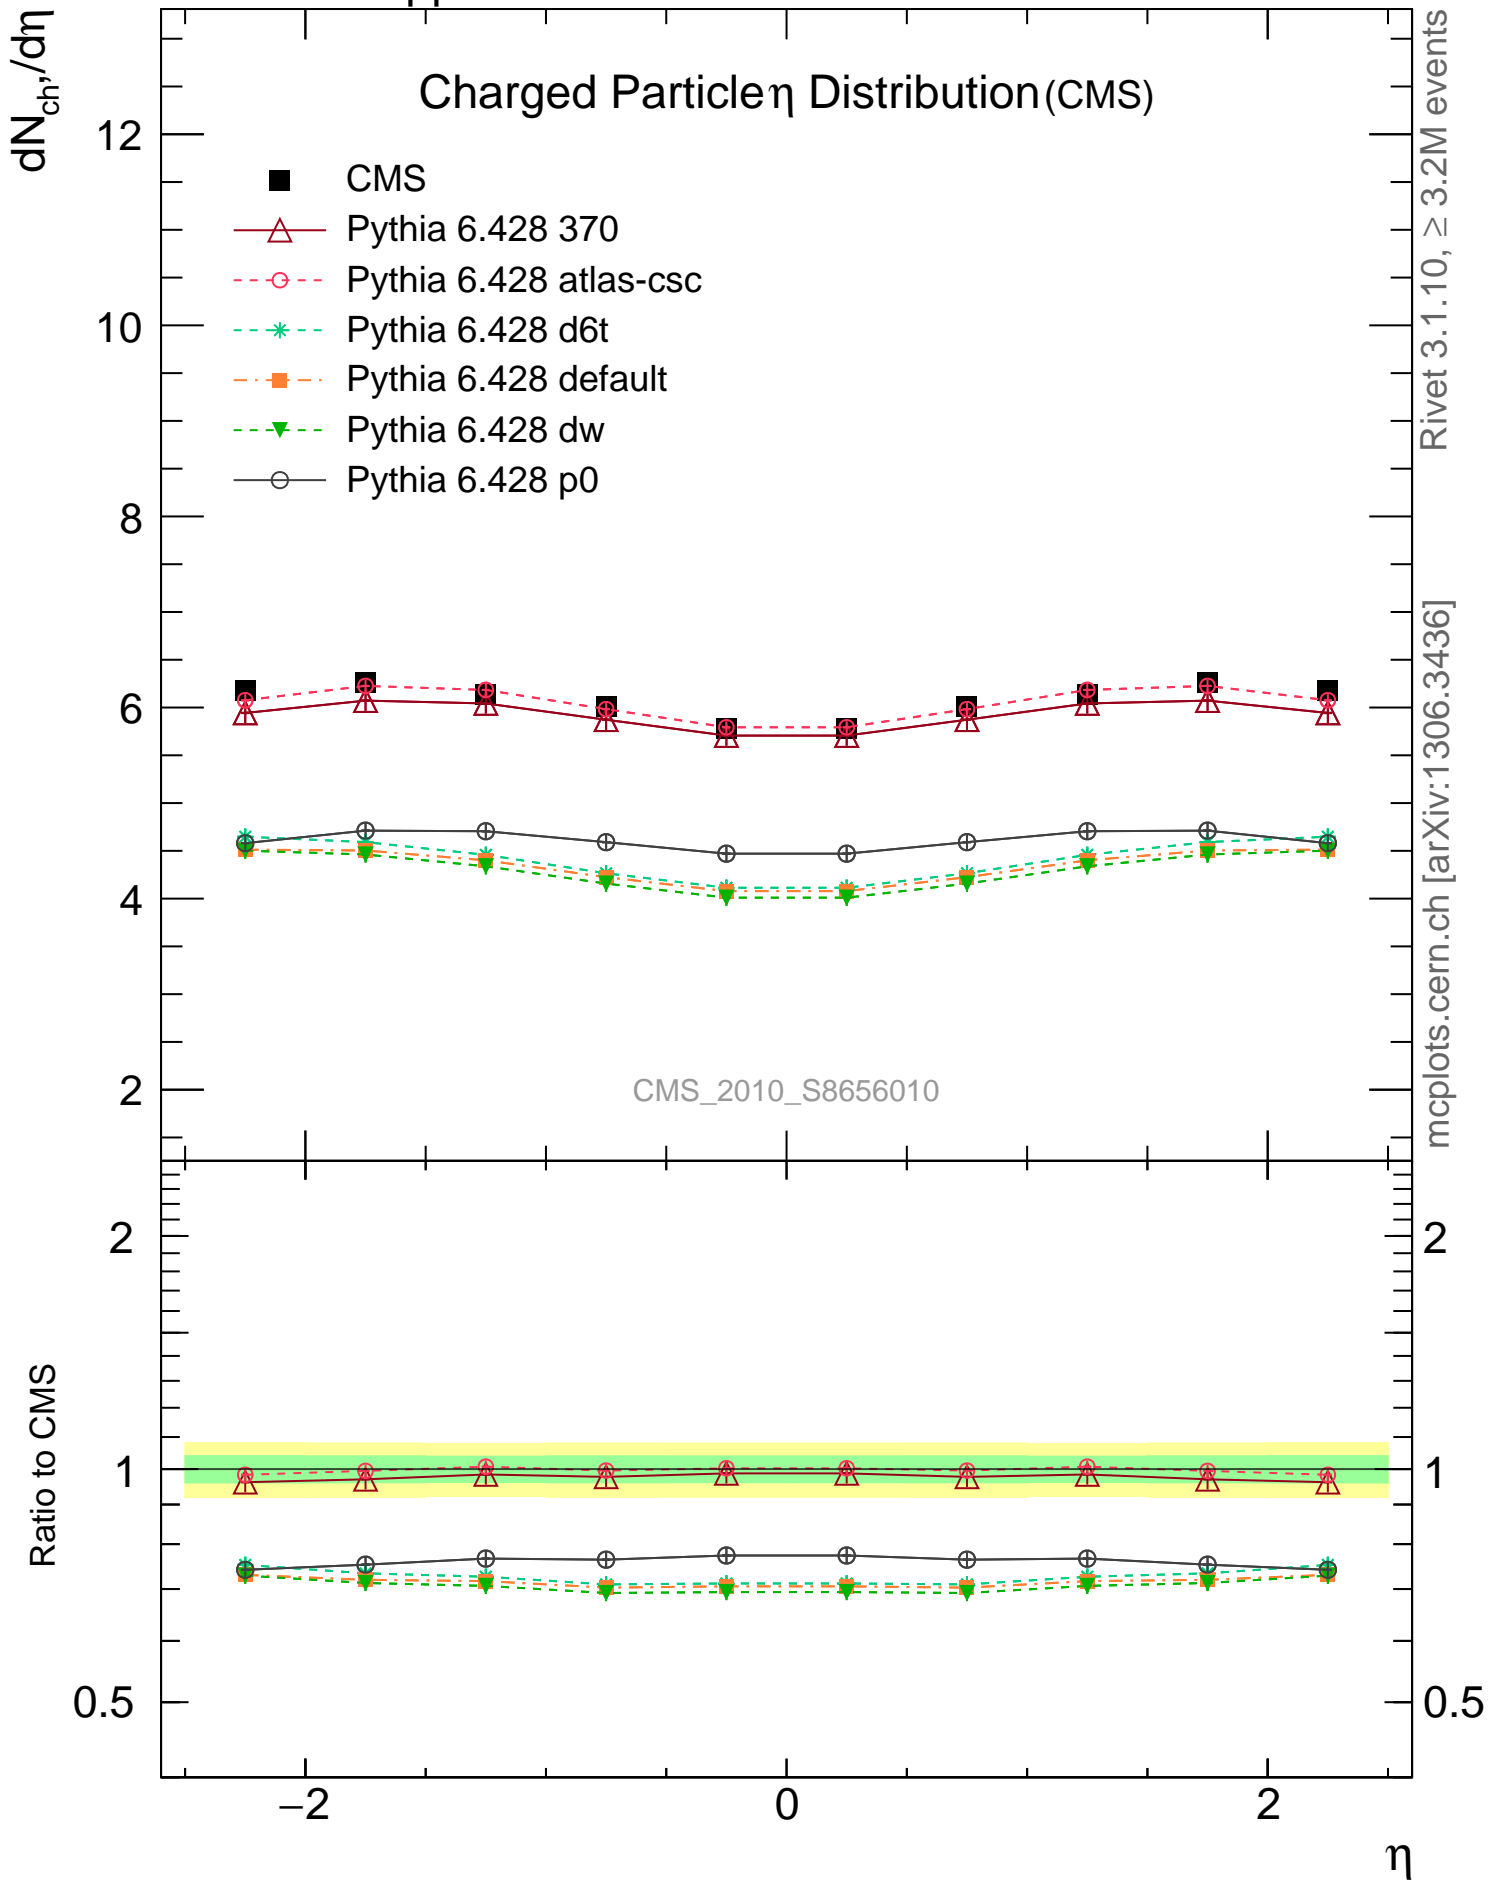 dN_ch,/dη
Charged Particle η Distribution (CMS)
CMS
Pythia 6.428 370
Pythia 6.428 atlas-csc
Pythia 6.428 d6t
Pythia 6.428 default
Pythia 6.428 dw
Pythia 6.428 p0
12
10
8
6
4
2
CMS_2010_S8656010
Rivet 3.1.10, ≥ 3.2M events
mcplots.cern.ch [arXiv:1306.3436]
Ratio to CMS
2
1
0.5
2
1
0.5
−2
0
2
η